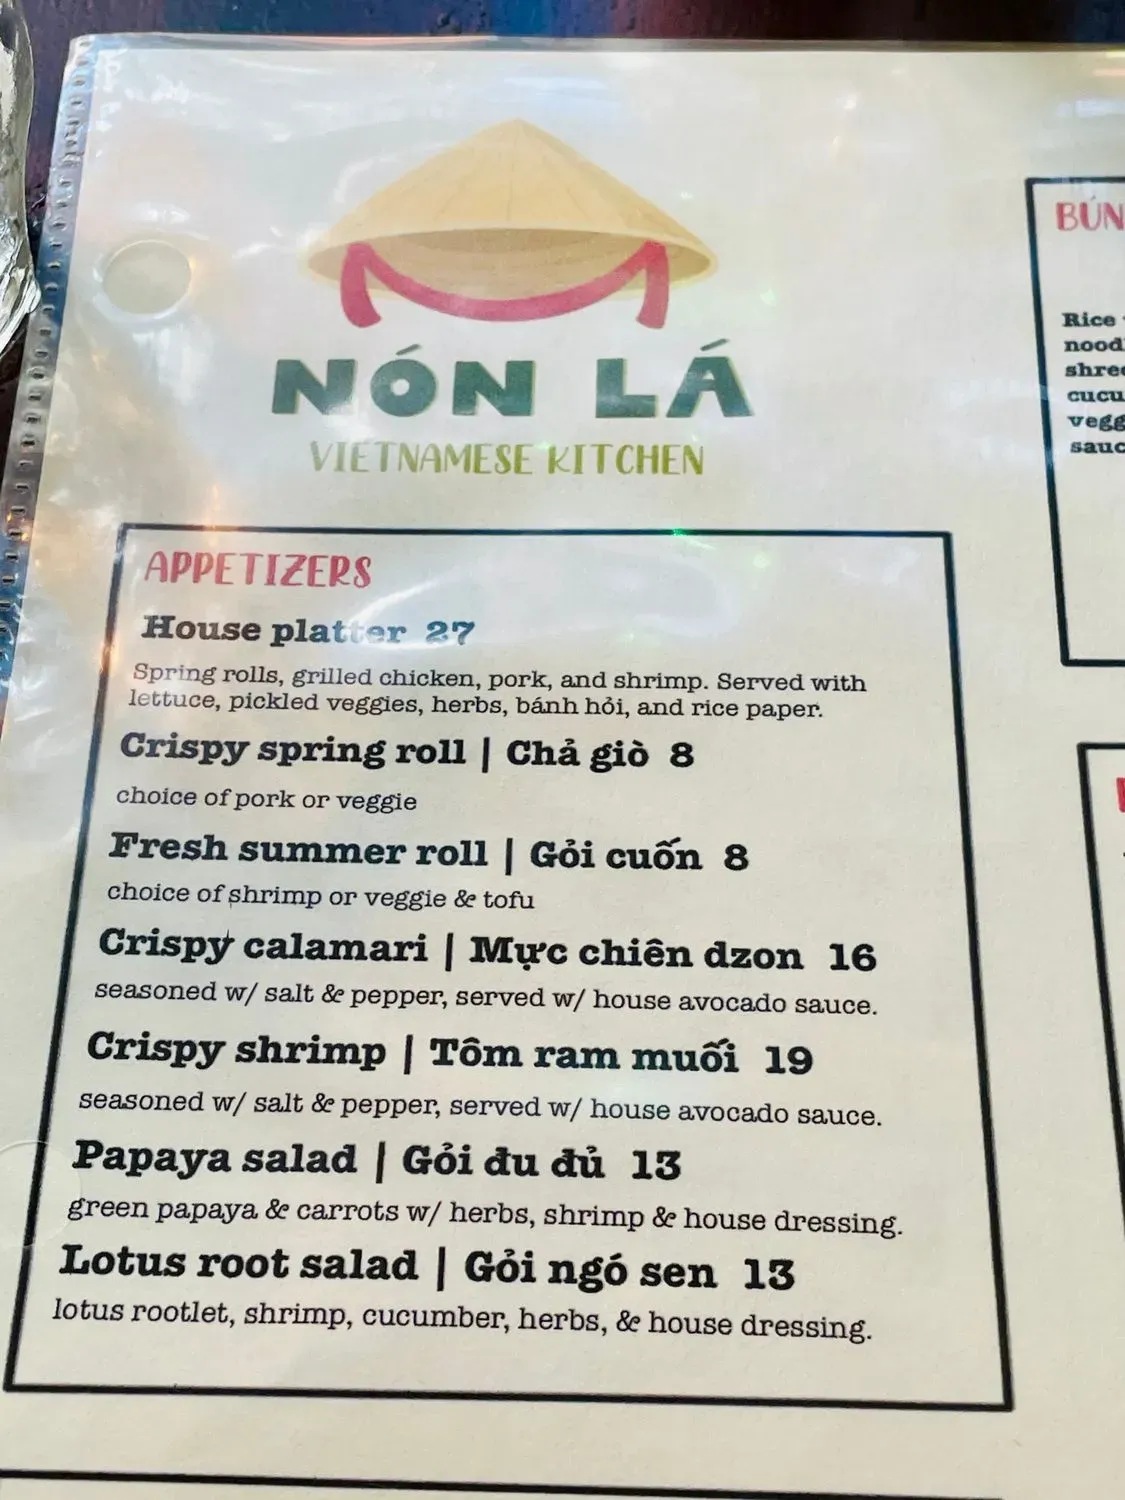 NÓN LÁ
VIETNAMESE KITCHEN
APPETIZERS
House platter 27
Spring rolls, grilled chicken, pork, and shrimp. Served with
lettuce, pickled veggies, herbs, bánh hỏi, and rice paper.
Crispy spring roll | Chả giò 8
choice of pork or veggie
Fresh summer roll | Gỏi cuốn 8
choice of shrimp or veggie & tofu
Crispy calamari | Mực chiên dzon 16
seasoned w/ salt & pepper, served w/ house avocado sauce.
Crispy shrimp | Tôm ram muối 19
seasoned w/ salt & pepper, served w/ house avocado sauce.
Papaya salad | Gỏi đu đủ 13
green papaya & carrots w/ herbs, shrimp & house dressing.
Lotus root salad | Gỏi ngó sen 13
lotus rootlet, shrimp, cucumber, herbs, & house dressing.
BÚN
Rice